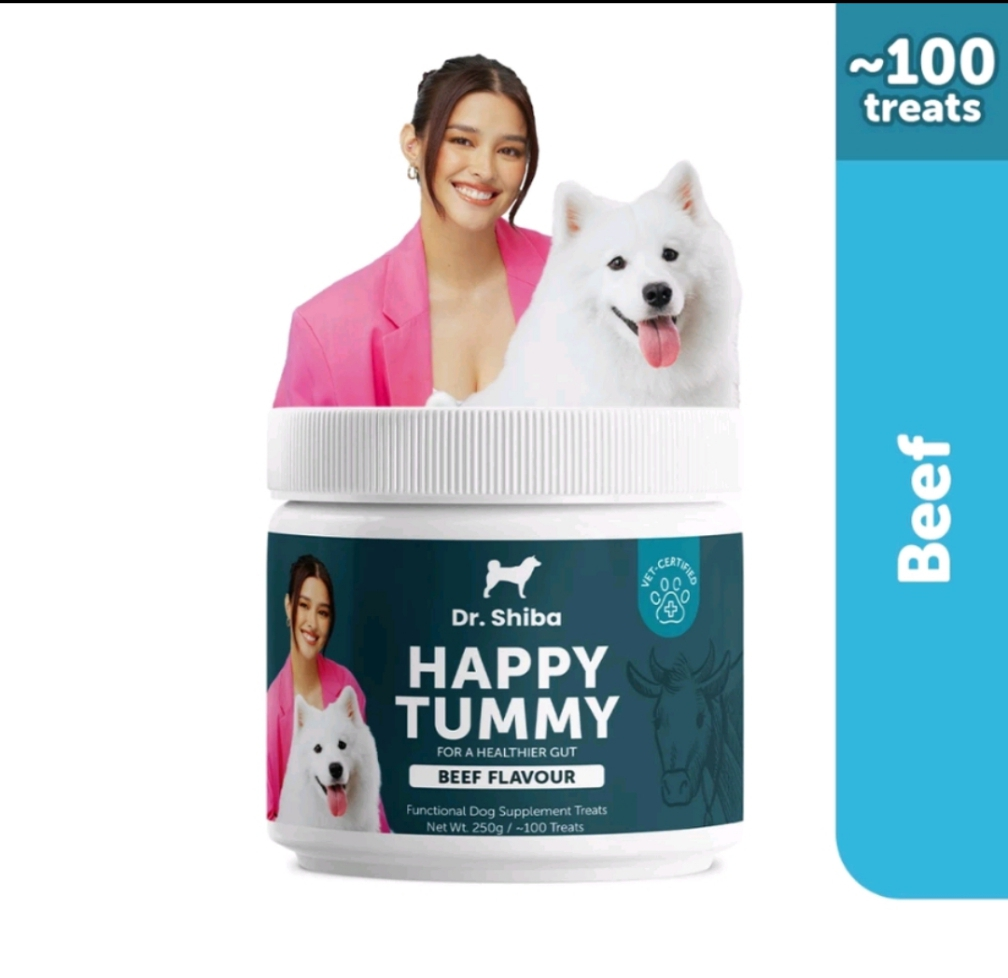 ~100
treats
Beef
VET-CERTIFIED
Dr. Shiba
HAPPY
TUMMY
FOR A HEALTHIER GUT
BEEF FLAVOUR
Functional Dog Supplement Treats
Net Wt. 250g / ~100 Treats